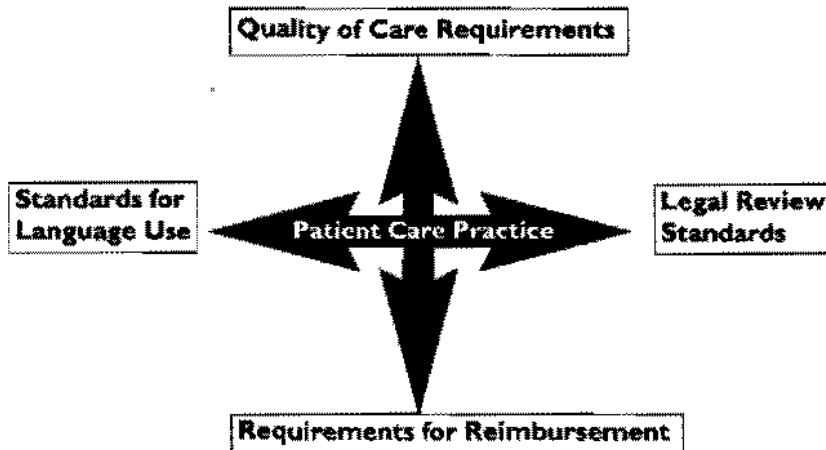 Quality of Care Requirements
Standards for
Language Use
Patient Care Practice
Legal Review
Standards
Requirements for Reimbursement